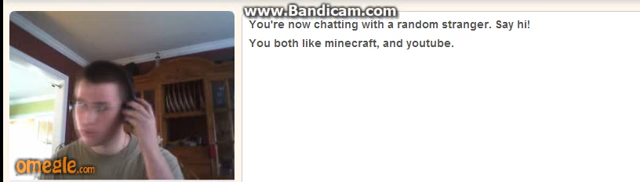 www.Bandicam.com
You're now chatting with a random stranger. Say hi!
You both like minecraft, and youtube.
omegle.com